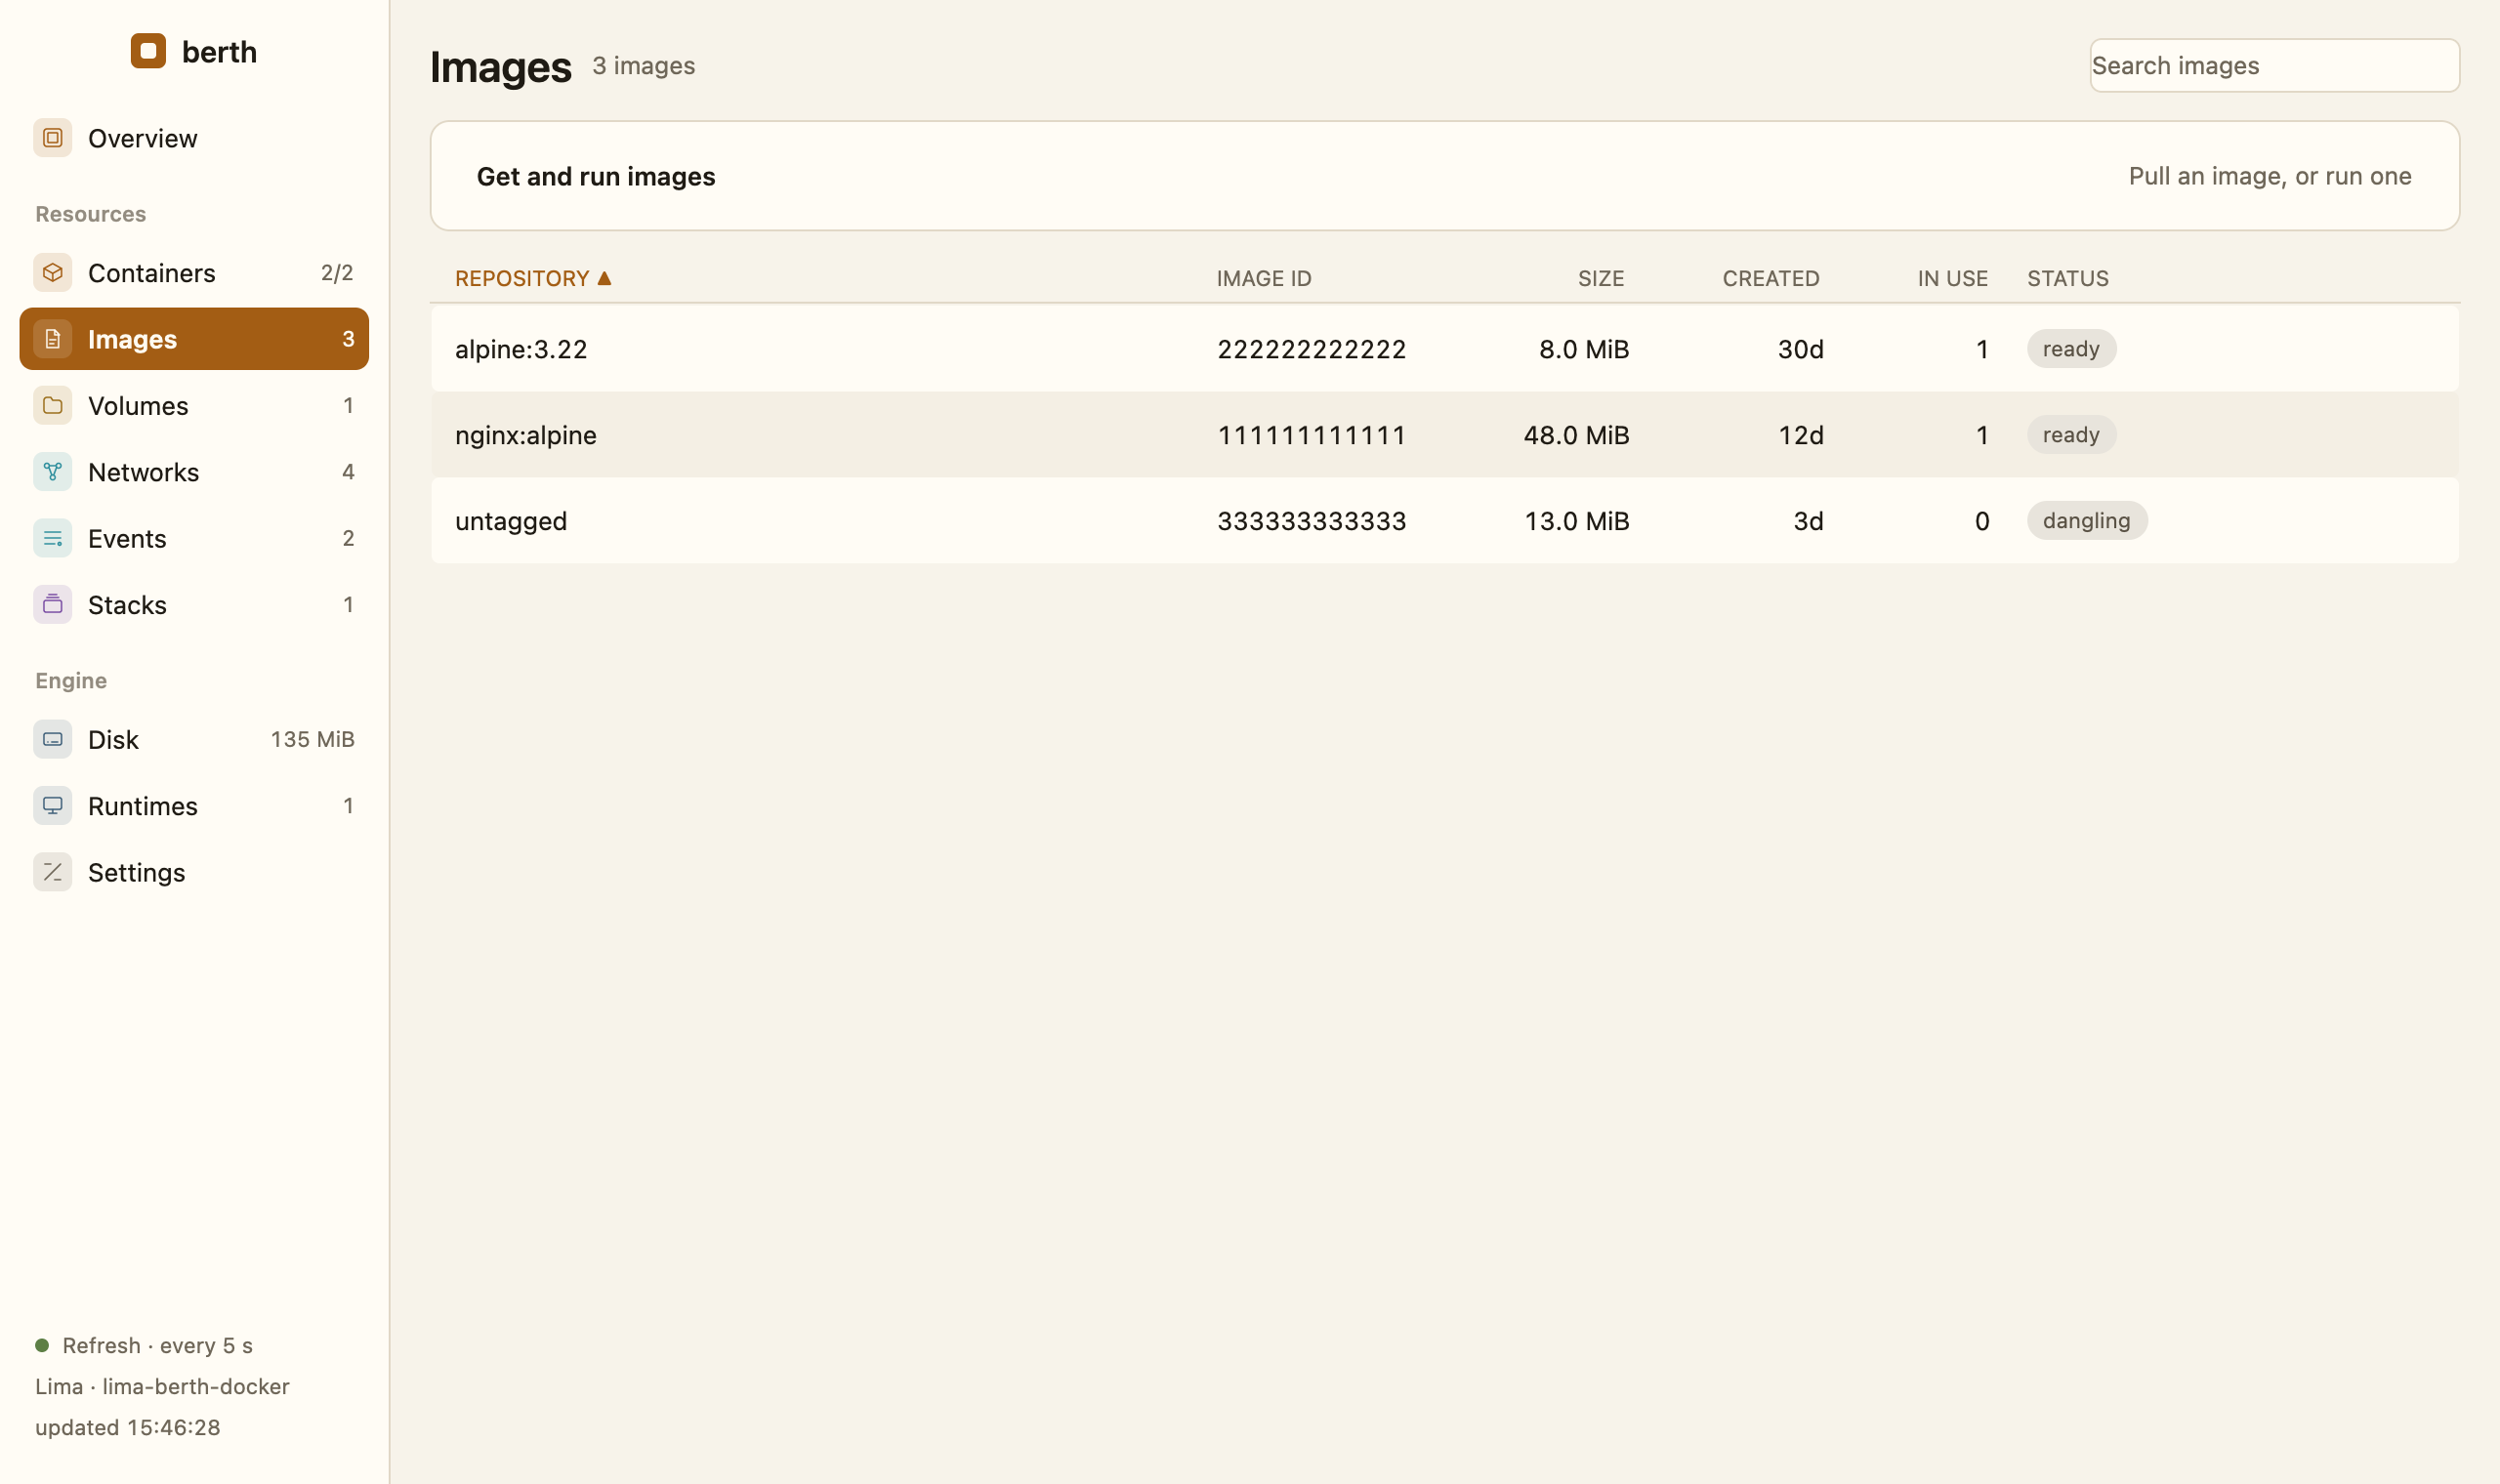 berth
Overview
Resources
Containers 2/2
Images 3
Volumes 1
Networks 4
Events 2
Stacks 1
Engine
Disk 135 MiB
Runtimes 1
Settings
Refresh · every 5 s
Lima · lima-berth-docker
updated 15:46:28
Images 3 images
Search images
Get and run images Pull an image, or run one
REPOSITORY ▲ IMAGE ID SIZE CREATED IN USE STATUS
alpine:3.22 222222222222 8.0 MiB 30d 1 ready
nginx:alpine 111111111111 48.0 MiB 12d 1 ready
untagged 333333333333 13.0 MiB 3d 0 dangling